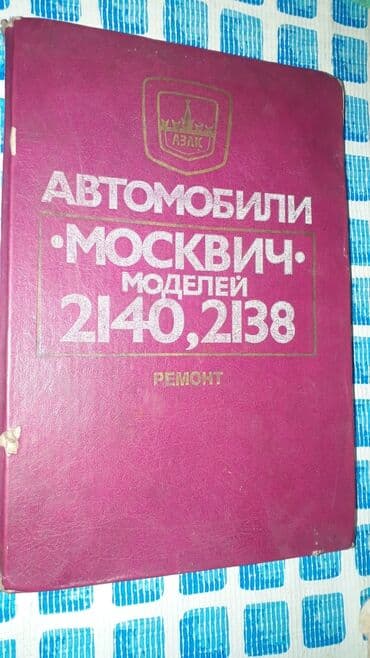 АЗЛК
АВТОМОБИЛИ
•МОСКВИЧ•
МОДЕЛЕЙ
2140,2138
РЕМОНТ